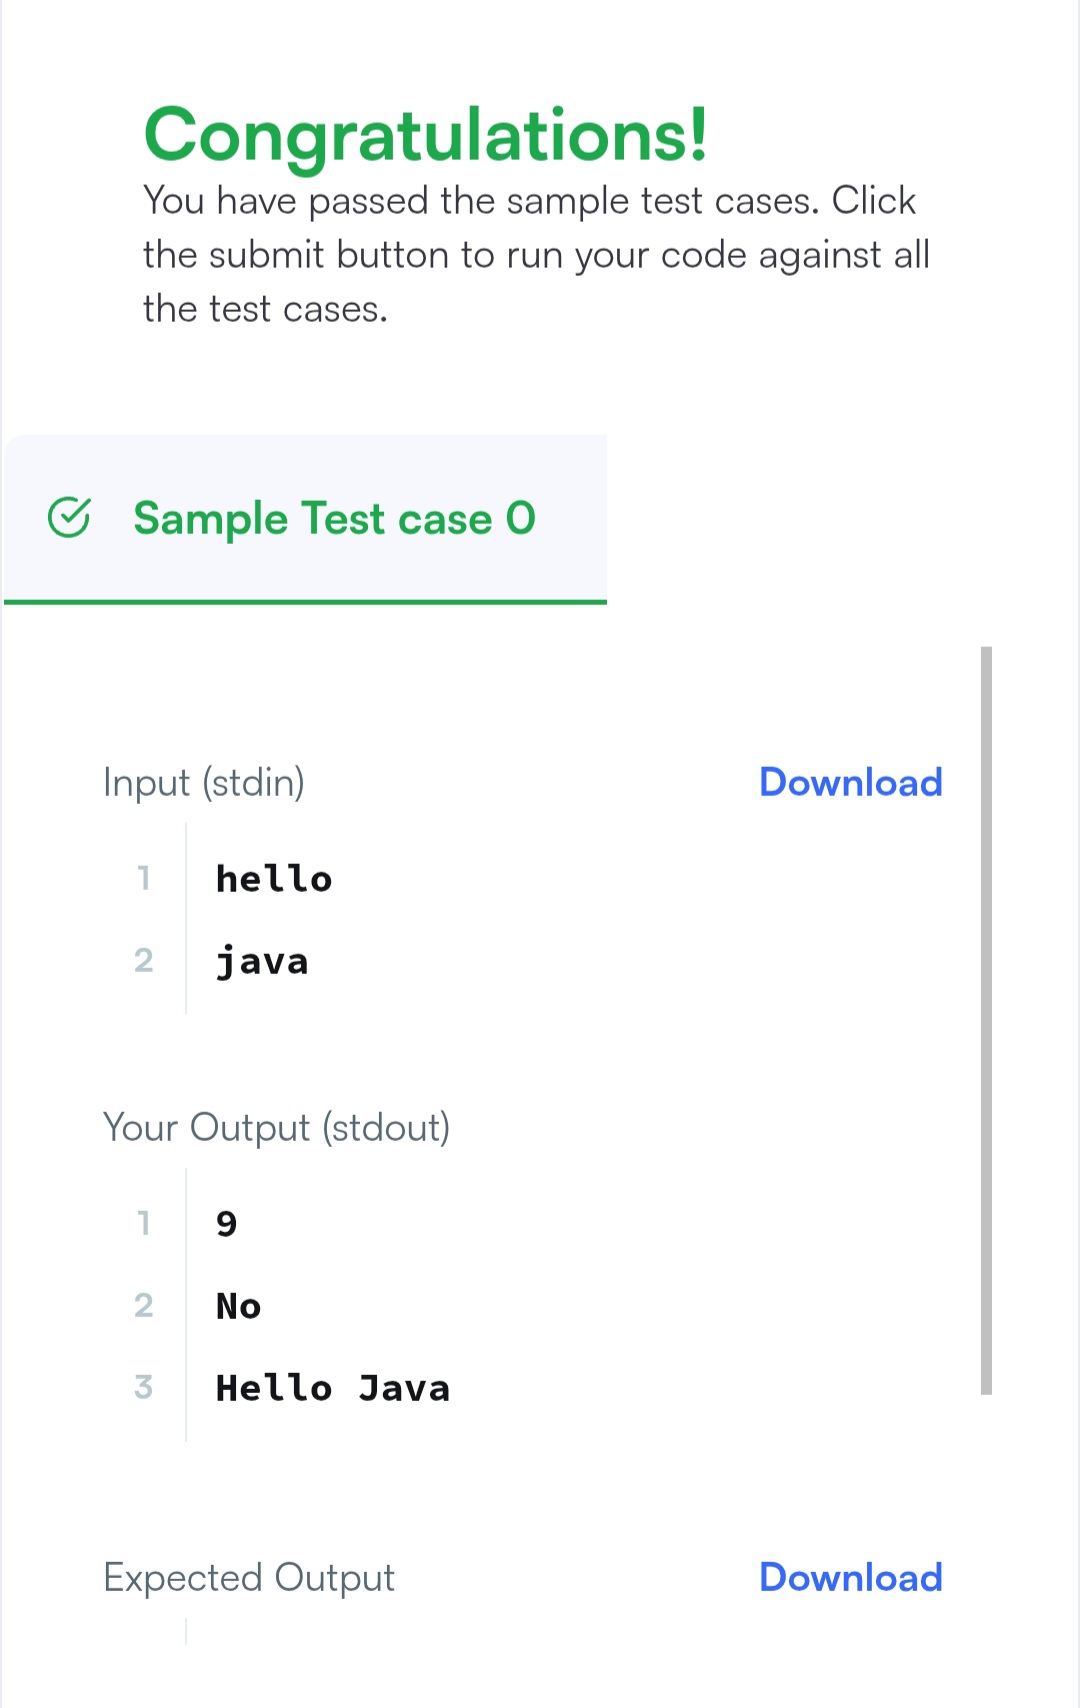 Congratulations!
You have passed the sample test cases. Click
the submit button to run your code against all
the test cases.
Sample Test case 0
Input (stdin)
Download
1 hello
2 java
Your Output (stdout)
1 9
2 No
3 Hello Java
Expected Output
Download